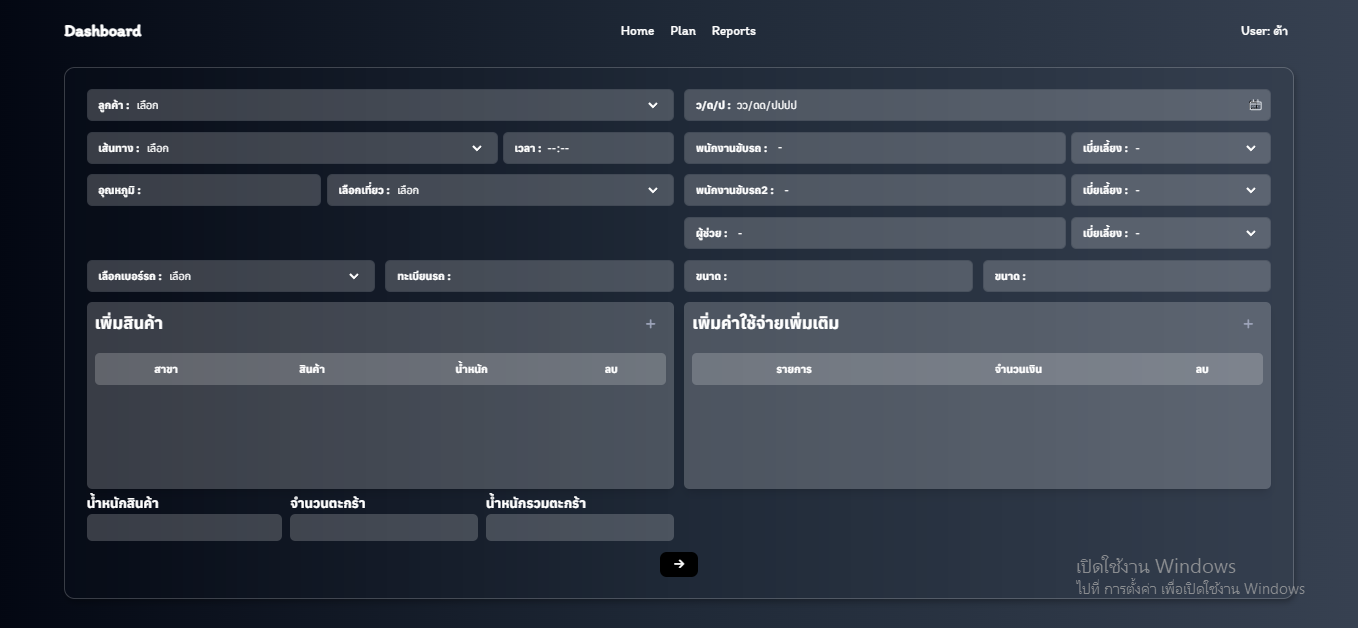 Dashboard Home Plan Reports User: ต้า
ลูกค้า : เลือก ว/ด/ป : วว/ดด/ปปปป
เส้นทาง : เลือก เวลา : --:-- พนักงานขับรถ : - เบี้ยเลี้ยง : -
อุณหภูมิ : เลือกเที่ยว : เลือก พนักงานขับรถ2 : - เบี้ยเลี้ยง : -
ผู้ช่วย : - เบี้ยเลี้ยง : -
เลือกเบอร์รถ : เลือก ทะเบียนรถ : ขนาด : ขนาด :
เพิ่มสินค้า + เพิ่มค่าใช้จ่ายเพิ่มเติม +
สาขา สินค้า น้ำหนัก ลบ รายการ จำนวนเงิน ลบ
น้ำหนักสินค้า จำนวนตะกร้า น้ำหนักรวมตะกร้า
→
เปิดใช้งาน Windows
ไปที่ การตั้งค่า เพื่อเปิดใช้งาน Windows